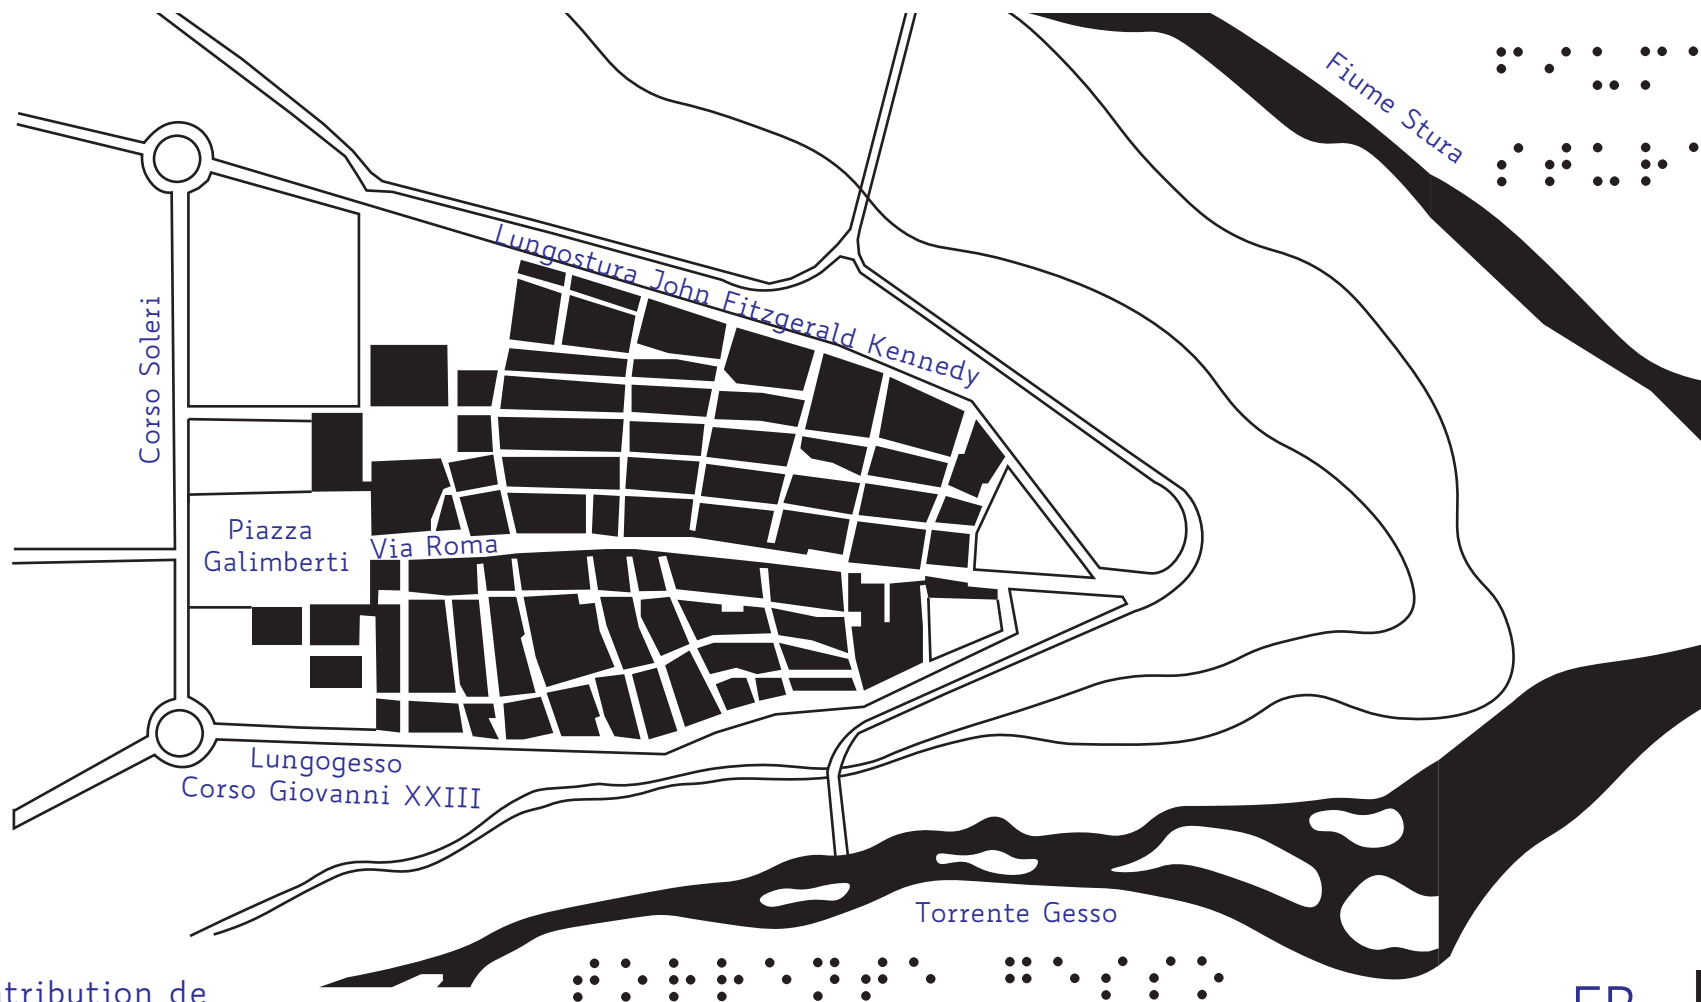 Fiume Stura
Lungostura John Fitzgerald Kennedy
Corso Soleri
Piazza
Galimberti
Via Roma
Lungogesso
Corso Giovanni XXIII
Torrente Gesso
tribution de
FR